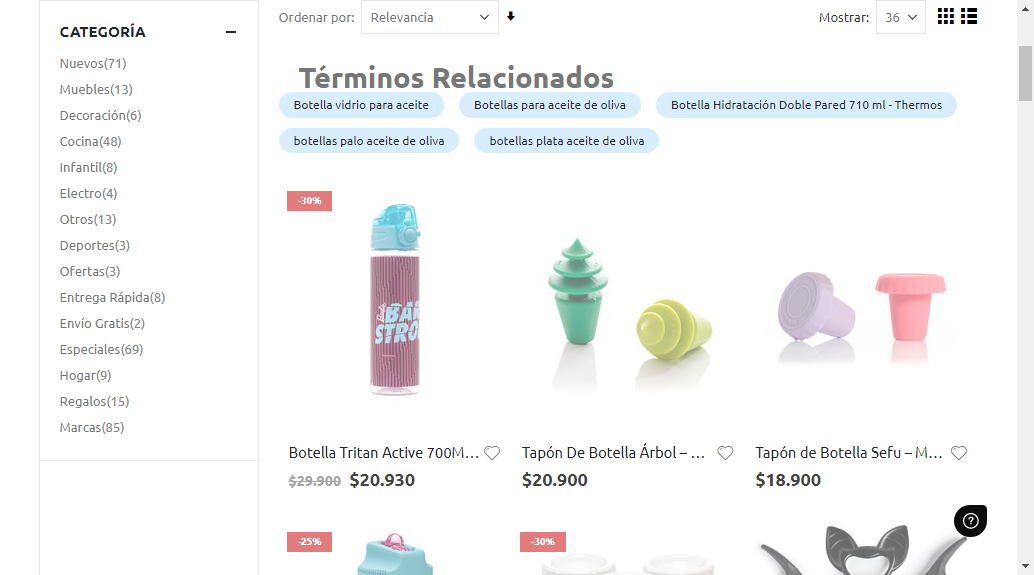 Ordenar por: Relevancia
Mostrar: 36
CATEGORÍA
Nuevos(71)
Muebles(13)
Decoración(6)
Cocina(48)
Infantil(8)
Electro(4)
Otros(13)
Deportes(3)
Ofertas(3)
Entrega Rápida(8)
Envío Gratis(2)
Especiales(69)
Hogar(9)
Regalos(15)
Marcas(85)
Términos Relacionados
Botella vidrio para aceite
Botellas para aceite de oliva
Botella Hidratación Doble Pared 710 ml - Thermos
botellas palo aceite de oliva
botellas plata aceite de oliva
-30%
Botella Tritan Active 700M...
$29.900 $20.930
Tapón De Botella Árbol – ...
$20.900
Tapón de Botella Sefu – M...
$18.900
-25%
-30%